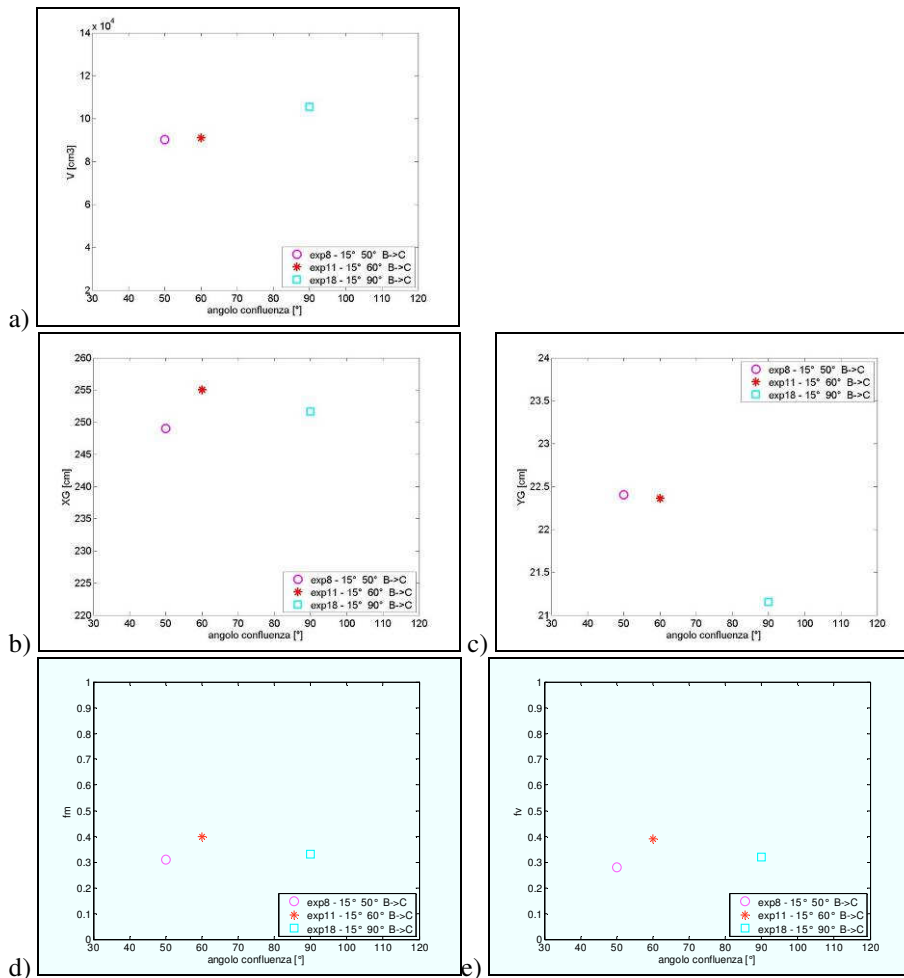 x 10⁴
14
12
10
8
6
4
2
V [cm3]
30 40 50 60 70 80 90 100 110 120
angolo confluenza [°]
exp8 - 15° 50° B->C
exp11 - 15° 60° B->C
exp18 - 15° 90° B->C
a)
260
255
250
245
240
235
230
225
220
XG [cm]
30 40 50 60 70 80 90 100 110 120
angolo confluenza [°]
exp8 - 15° 50° B->C
exp11 - 15° 60° B->C
exp18 - 15° 90° B->C
b)
24
23.5
23
22.5
22
21.5
21
YG [cm]
30 40 50 60 70 80 90 100 110 120
angolo confluenza [°]
exp8 - 15° 50° B->C
exp11 - 15° 60° B->C
exp18 - 15° 90° B->C
c)
1
0.9
0.8
0.7
0.6
0.5
0.4
0.3
0.2
0.1
0
fm
30 40 50 60 70 80 90 100 110 120
angolo confluenza [°]
exp8 - 15° 50° B->C
exp11 - 15° 60° B->C
exp18 - 15° 90° B->C
d)
1
0.9
0.8
0.7
0.6
0.5
0.4
0.3
0.2
0.1
0
fv
30 40 50 60 70 80 90 100 110 120
angolo confluenza [°]
exp8 - 15° 50° B->C
exp11 - 15° 60° B->C
exp18 - 15° 90° B->C
e)